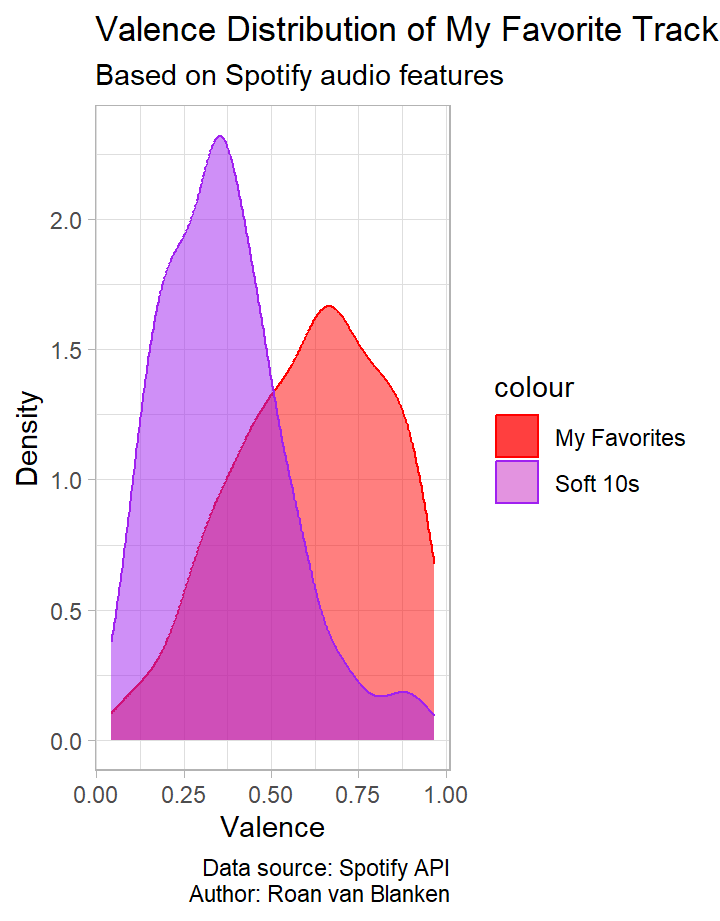 Valence Distribution of My Favorite Track
Based on Spotify audio features
Density
2.0
1.5
1.0
0.5
0.0
0.00 0.25 0.50 0.75 1.00
Valence
colour
My Favorites
Soft 10s
Data source: Spotify API
Author: Roan van Blanken